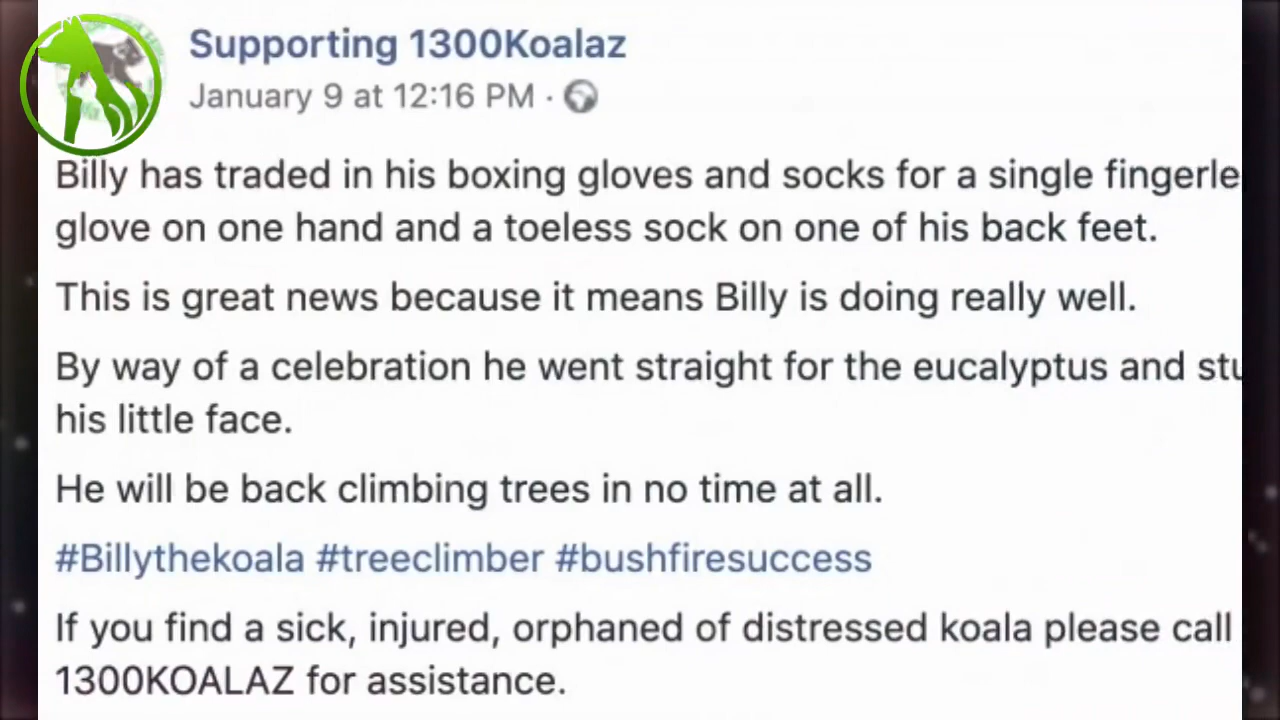 Supporting 1300Koalaz
January 9 at 12:16 PM ·
Billy has traded in his boxing gloves and socks for a single fingerle
glove on one hand and a toeless sock on one of his back feet.
This is great news because it means Billy is doing really well.
By way of a celebration he went straight for the eucalyptus and stu
his little face.
He will be back climbing trees in no time at all.
#Billythekoala #treeclimber #bushfiresuccess
If you find a sick, injured, orphaned of distressed koala please call
1300KOALAZ for assistance.